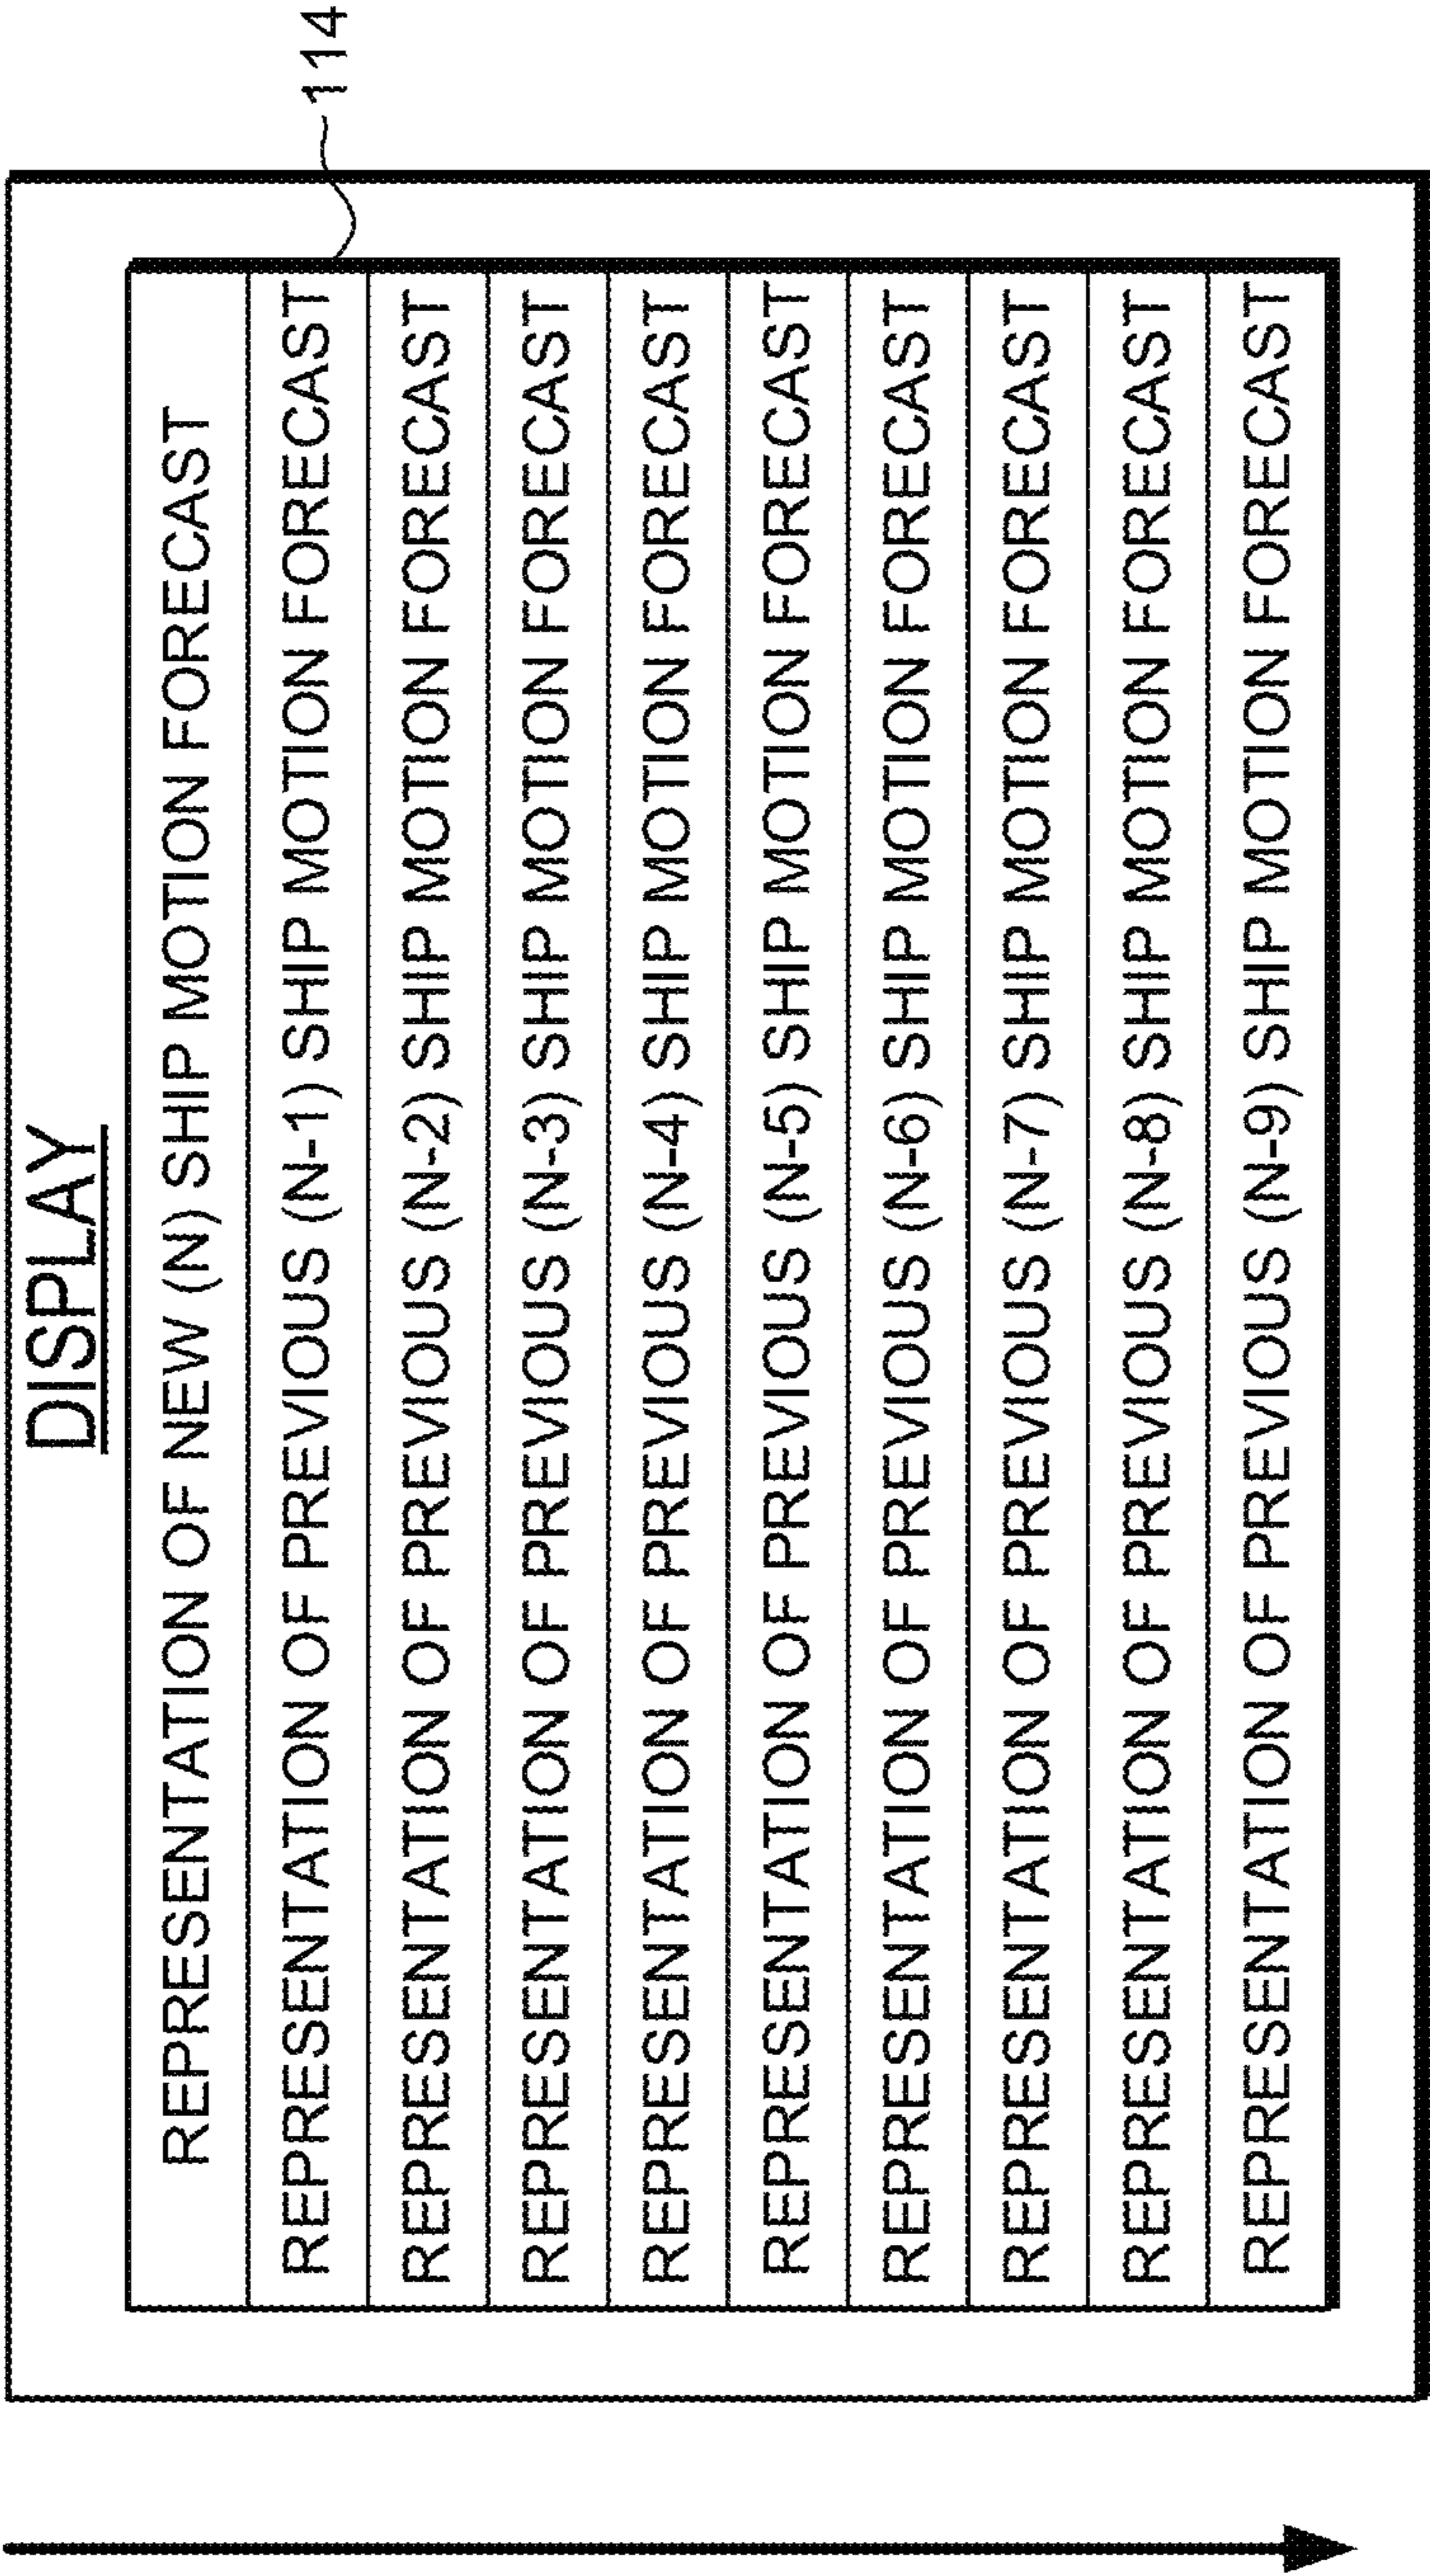 DISPLAY
REPRESENTATION OF NEW (N) SHIP MOTION FORECAST
REPRESENTATION OF PREVIOUS (N-1) SHIP MOTION FORECAST
REPRESENTATION OF PREVIOUS (N-2) SHIP MOTION FORECAST
REPRESENTATION OF PREVIOUS (N-3) SHIP MOTION FORECAST
REPRESENTATION OF PREVIOUS (N-4) SHIP MOTION FORECAST
REPRESENTATION OF PREVIOUS (N-5) SHIP MOTION FORECAST
REPRESENTATION OF PREVIOUS (N-6) SHIP MOTION FORECAST
REPRESENTATION OF PREVIOUS (N-7) SHIP MOTION FORECAST
REPRESENTATION OF PREVIOUS (N-8) SHIP MOTION FORECAST
REPRESENTATION OF PREVIOUS (N-9) SHIP MOTION FORECAST
114